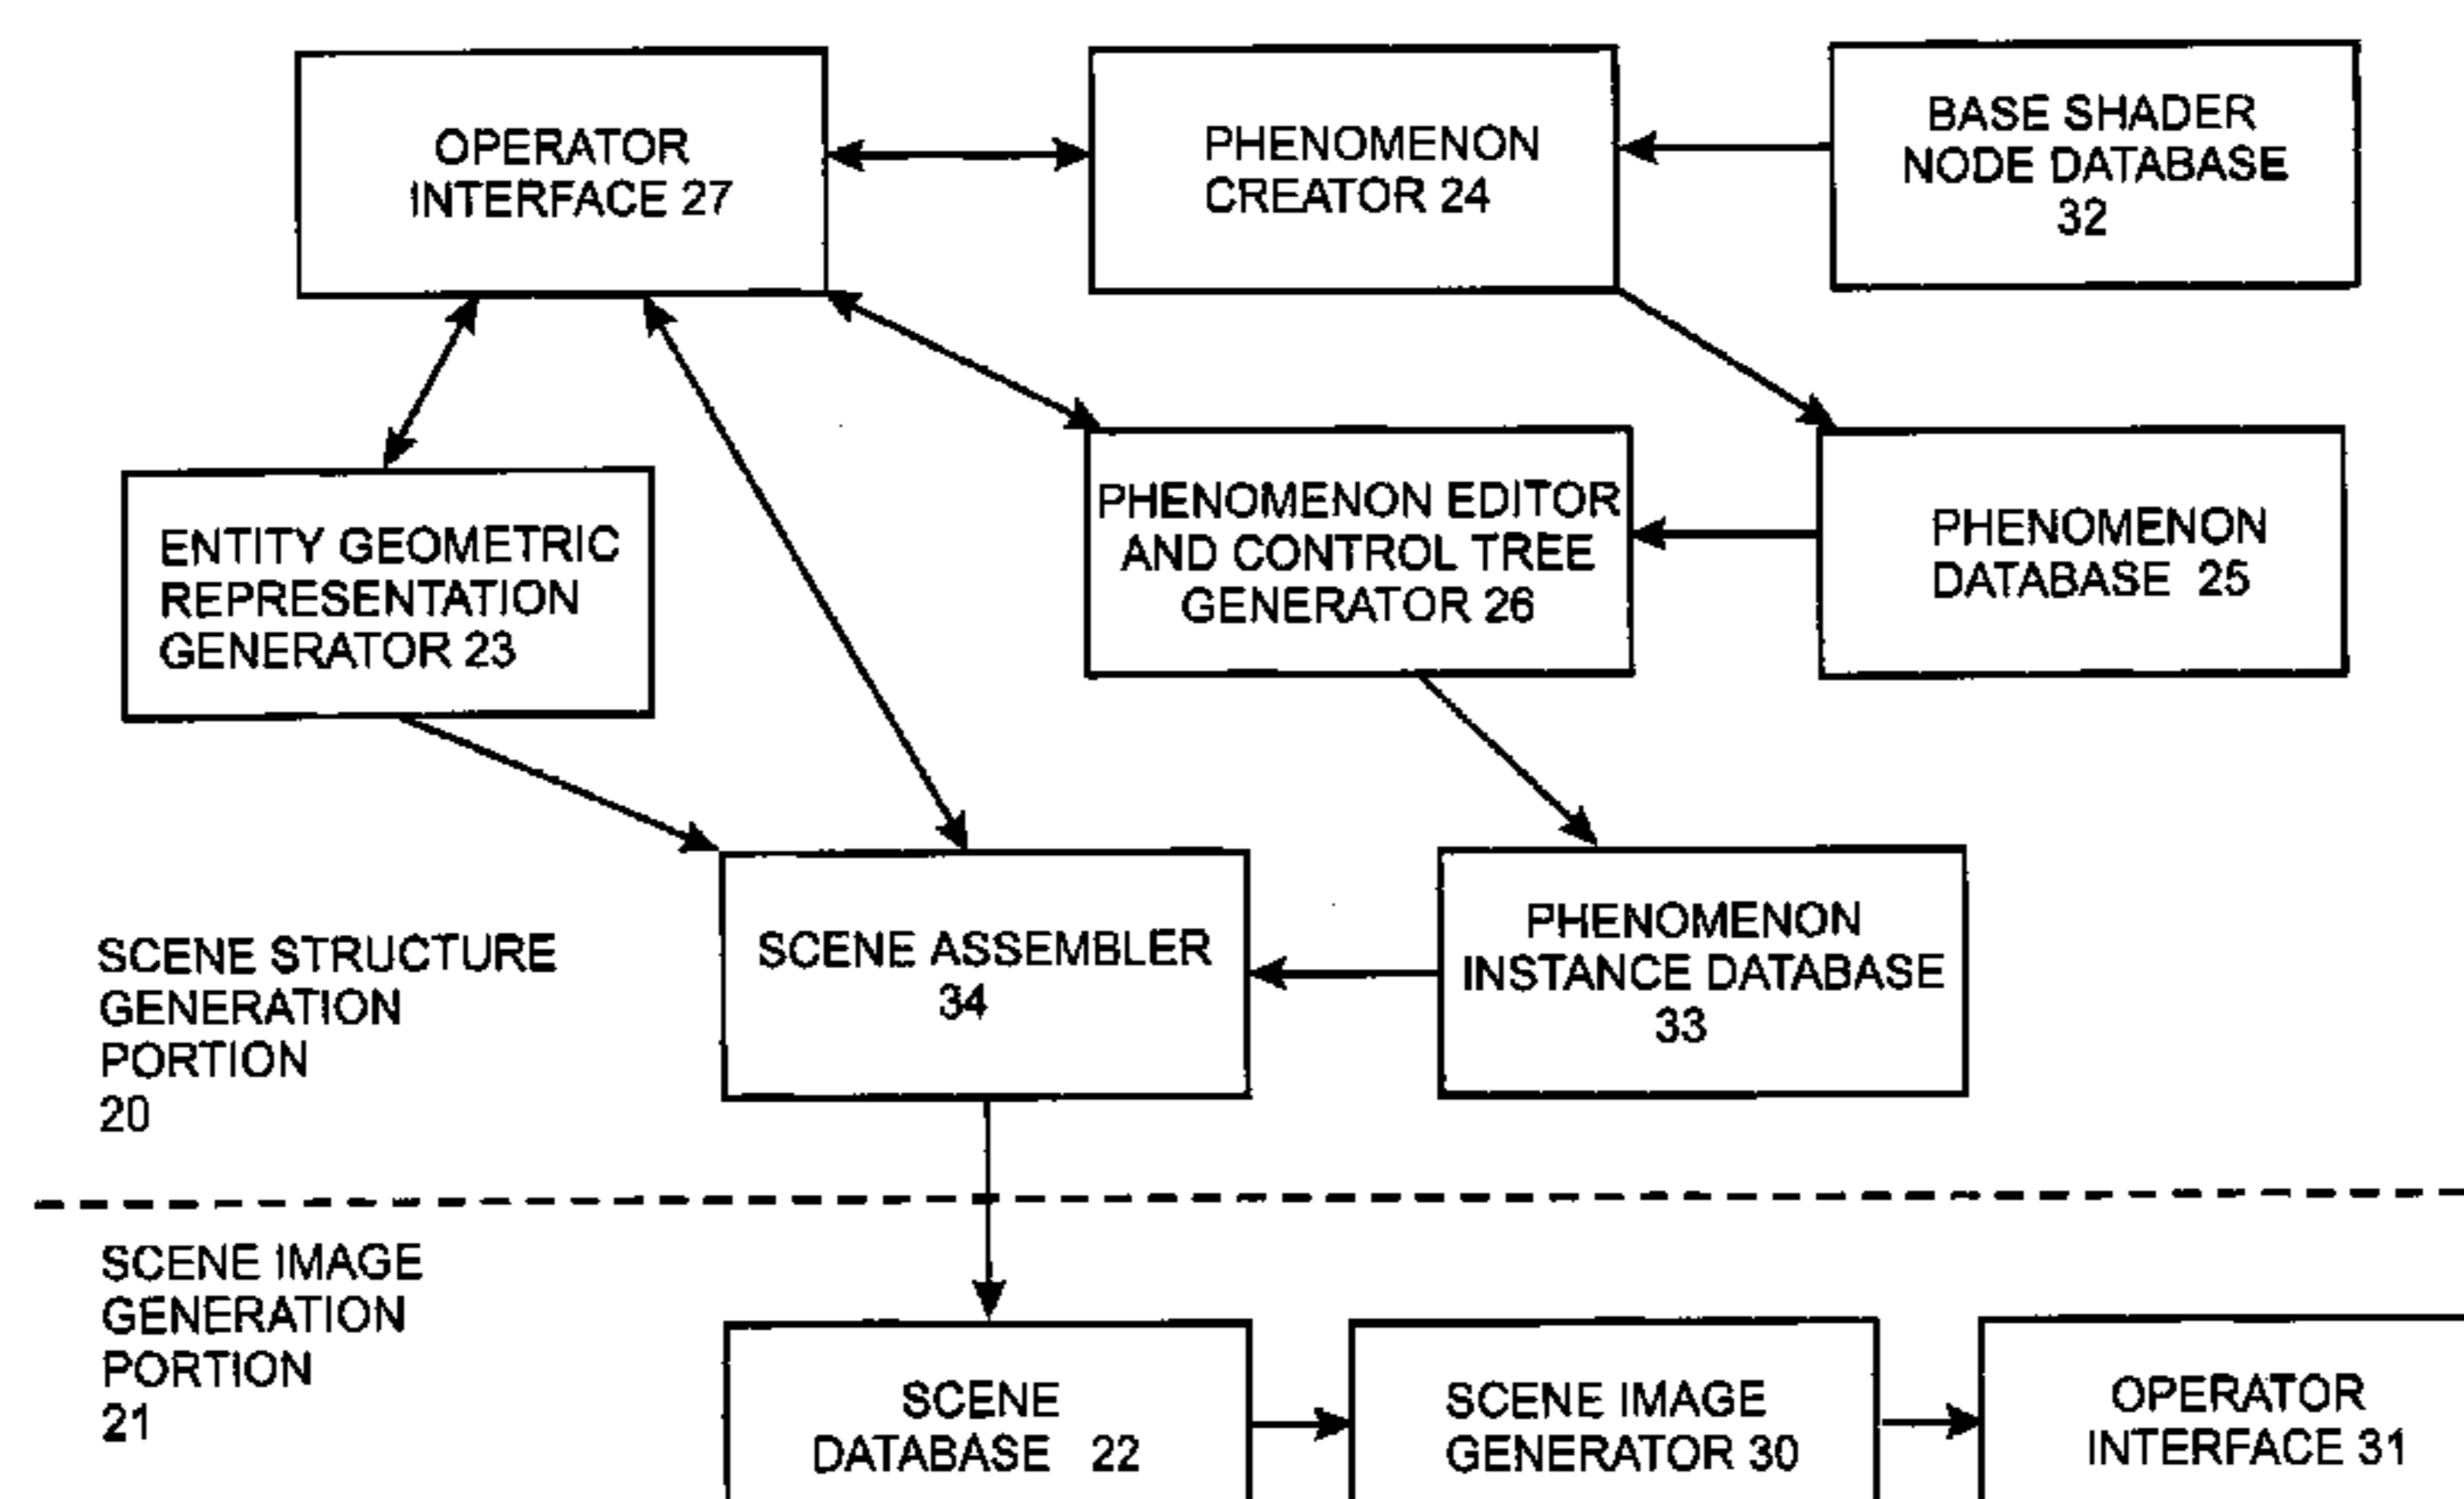 OPERATOR
INTERFACE 27
PHENOMENON
CREATOR 24
BASE SHADER
NODE DATABASE
32
ENTITY GEOMETRIC
REPRESENTATION
GENERATOR 23
PHENOMENON EDITOR
AND CONTROL TREE
GENERATOR 26
PHENOMENON
DATABASE 25
SCENE STRUCTURE
GENERATION
PORTION
20
SCENE ASSEMBLER
34
PHENOMENON
INSTANCE DATABASE
33
SCENE IMAGE
GENERATION
PORTION
21
SCENE
DATABASE 22
SCENE IMAGE
GENERATOR 30
OPERATOR
INTERFACE 31